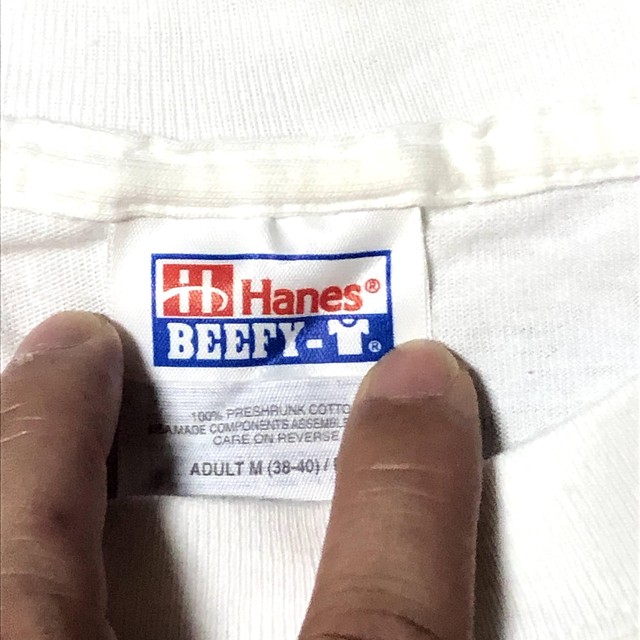 Hanes®
BEEFY-T®
100% PRESHRUNK COTTO
MADE COMPONENTS ASSEMBLE
CARE ON REVERSE
ADULT M (38-40) /